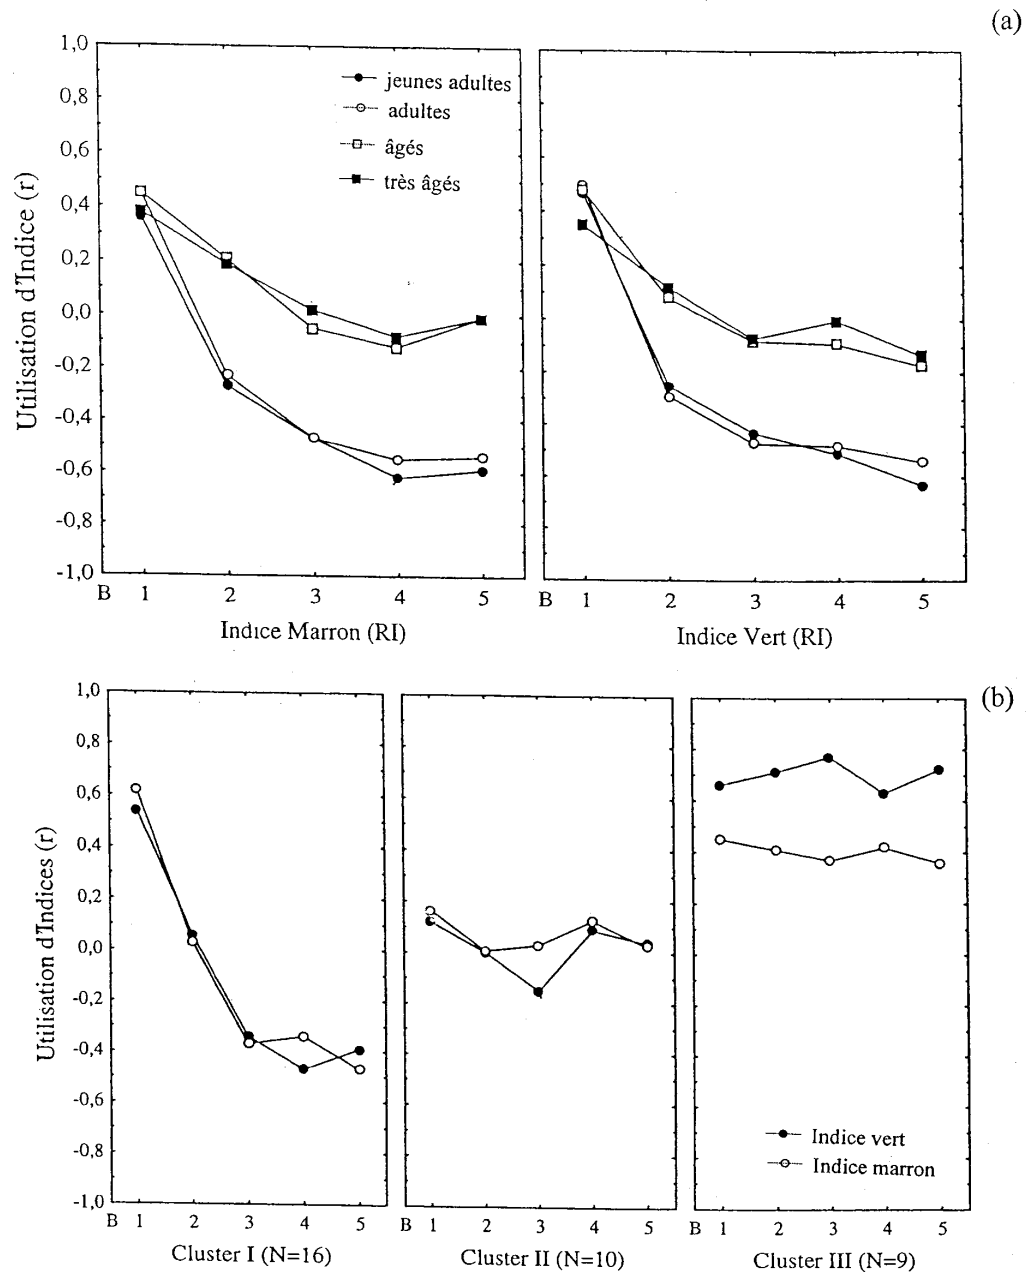 (a)
1,0
0,8
0,6
0,4
0,2
0,0
-0,2
-0,4
-0,6
-0,8
-1,0
Utilisation d'Indice (r)
jeunes adultes
adultes
âgés
très âgés
B 1 2 3 4 5
Indice Marron (RI)
B 1 2 3 4 5
Indice Vert (RI)
(b)
1,0
0,8
0,6
0,4
0,2
0,0
-0,2
-0,4
-0,6
-0,8
-1,0
Utilisation d'Indices (r)
Indice vert
Indice marron
B 1 2 3 4 5
Cluster I (N=16)
B 1 2 3 4 5
Cluster II (N=10)
B 1 2 3 4 5
Cluster III (N=9)